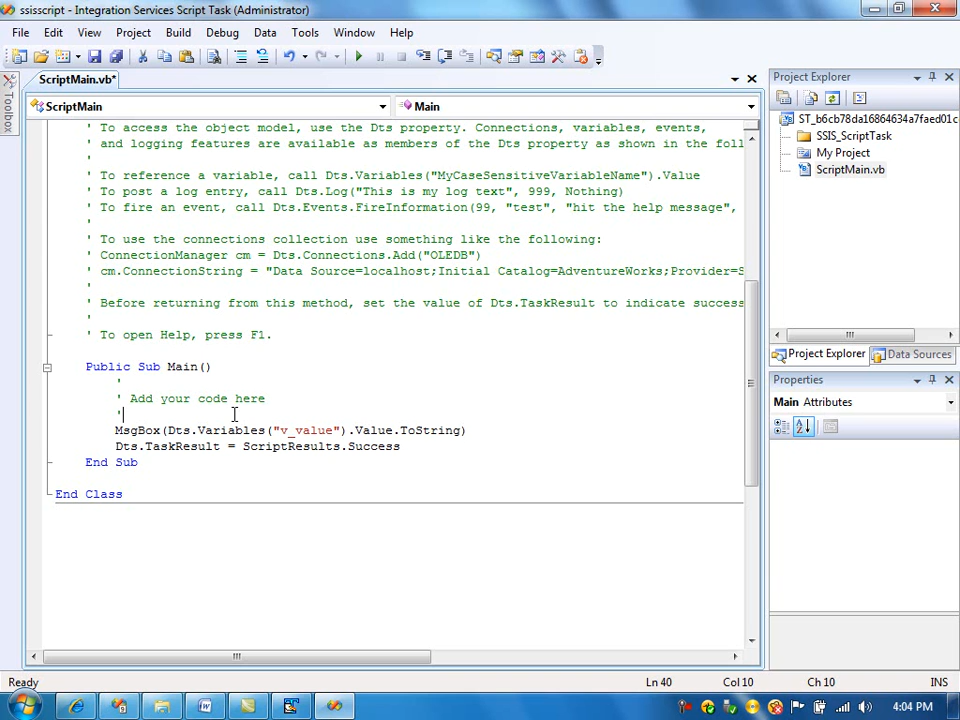 ssisscript - Integration Services Script Task (Administrator)
File Edit View Project Build Debug Data Tools Window Help
Toolbox
ScriptMain.vb*
ScriptMain
Main
' To access the object model, use the Dts property. Connections, variables, events,
' and logging features are available as members of the Dts property as shown in the foll
'
' To reference a variable, call Dts.Variables("MyCaseSensitiveVariableName").Value
' To post a log entry, call Dts.Log("This is my log text", 999, Nothing)
' To fire an event, call Dts.Events.FireInformation(99, "test", "hit the help message",
'
' To use the connections collection use something like the following:
' ConnectionManager cm = Dts.Connections.Add("OLEDB")
' cm.ConnectionString = "Data Source=localhost;Initial Catalog=AdventureWorks;Provider=S
'
' Before returning from this method, set the value of Dts.TaskResult to indicate success
'
' To open Help, press F1.
Public Sub Main()
'
' Add your code here
'
MsgBox(Dts.Variables("v_value").Value.ToString)
Dts.TaskResult = ScriptResults.Success
End Sub
End Class
Project Explorer
ST_b6cb78da16864634a7faed01c
SSIS_ScriptTask
My Project
ScriptMain.vb
Project Explorer Data Sources
Properties
Main Attributes
Ready
Ln 40 Col 10 Ch 10 INS
4:04 PM